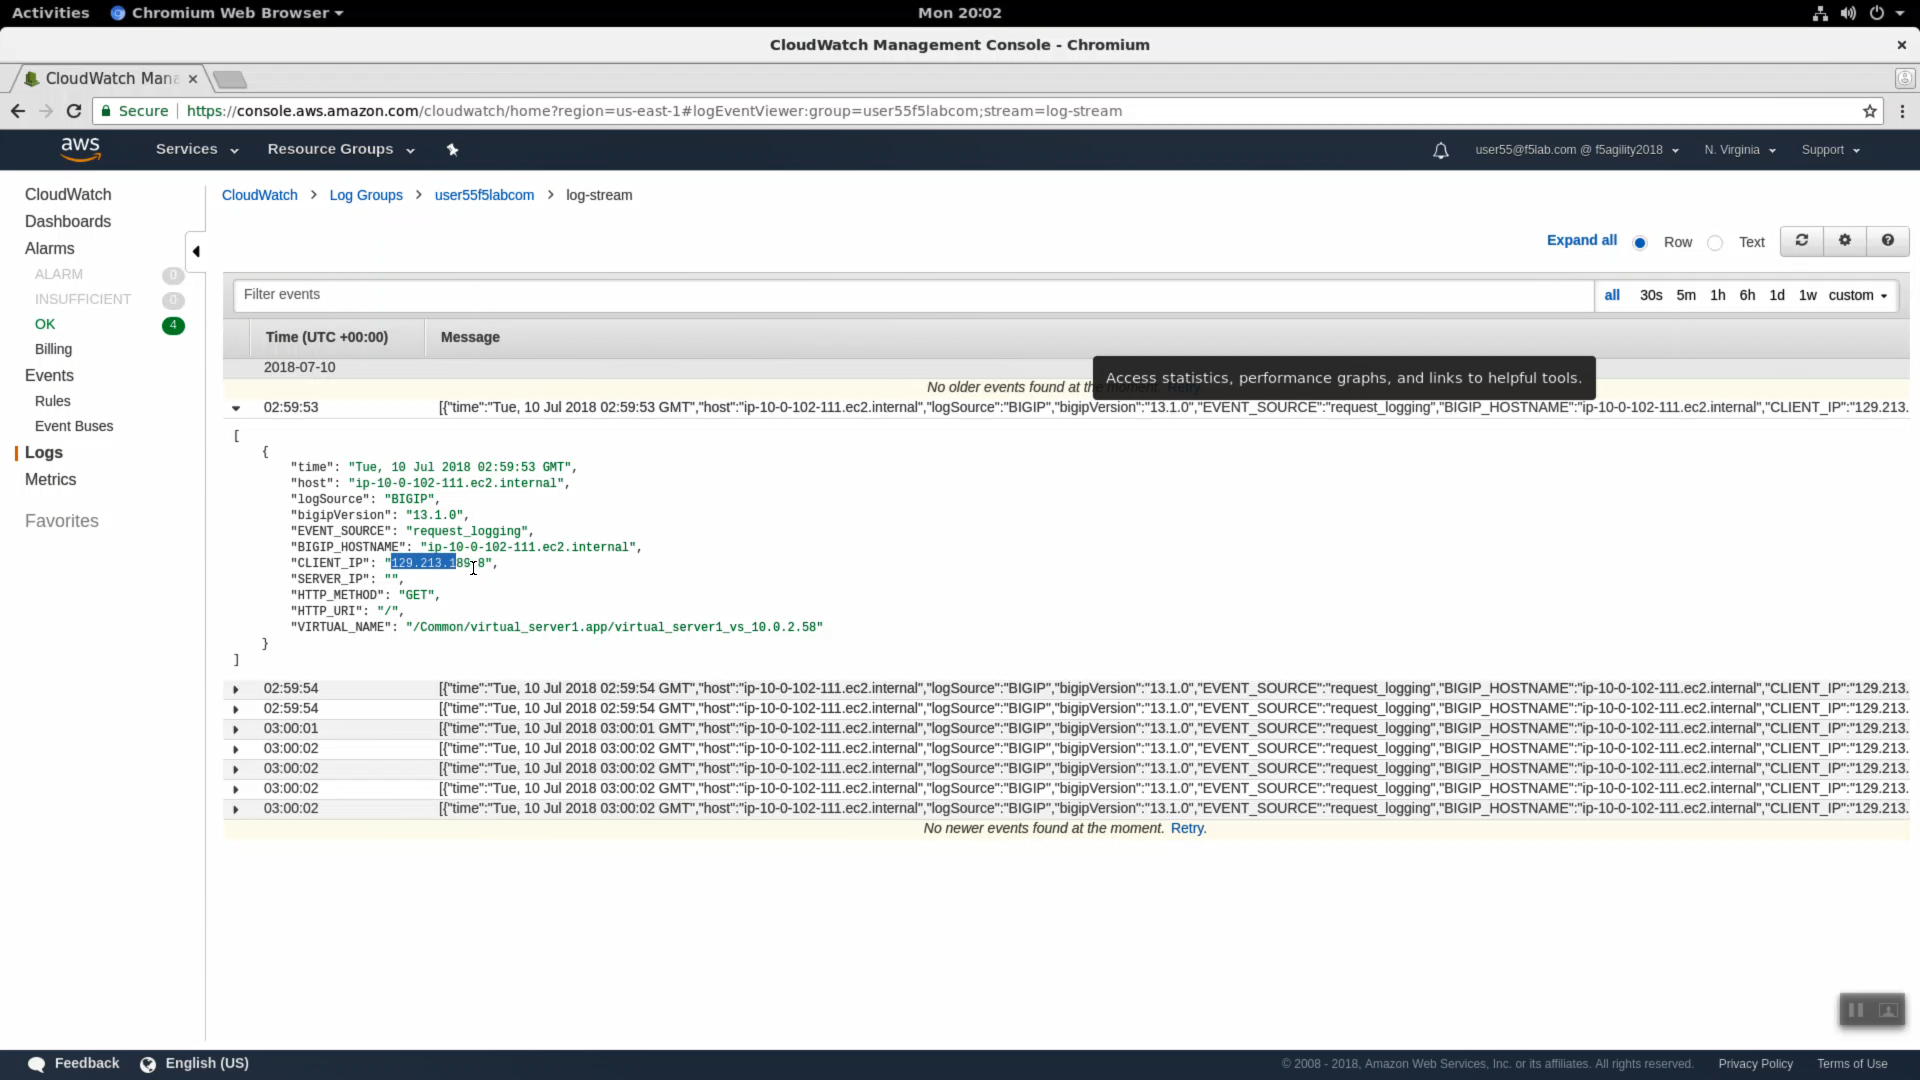 Activities Chromium Web Browser Mon 20:02
CloudWatch Management Console - Chromium
CloudWatch Mana
Secure https://console.aws.amazon.com/cloudwatch/home?region=us-east-1#logEventViewer:group=user55f5labcom;stream=log-stream
aws Services Resource Groups user55@f5lab.com @ f5agility2018 N. Virginia Support
CloudWatch
Dashboards
Alarms
ALARM 0
INSUFFICIENT 0
OK 4
Billing
Events
Rules
Event Buses
Logs
Metrics
Favorites
CloudWatch > Log Groups > user55f5labcom > log-stream
Expand all Row Text
Filter events all 30s 5m 1h 6h 1d 1w custom
Time (UTC +00:00) Message
2018-07-10
Access statistics, performance graphs, and links to helpful tools.
No older events found at the moment. Retry.
02:59:53 [{"time":"Tue, 10 Jul 2018 02:59:53 GMT","host":"ip-10-0-102-111.ec2.internal","logSource":"BIGIP","bigipVersion":"13.1.0","EVENT_SOURCE":"request_logging","BIGIP_HOSTNAME":"ip-10-0-102-111.ec2.internal","CLIENT_IP":"129.213.
[
{
"time": "Tue, 10 Jul 2018 02:59:53 GMT",
"host": "ip-10-0-102-111.ec2.internal",
"logSource": "BIGIP",
"bigipVersion": "13.1.0",
"EVENT_SOURCE": "request_logging",
"BIGIP_HOSTNAME": "ip-10-0-102-111.ec2.internal",
"CLIENT_IP": "129.213.189.8",
"SERVER_IP": "",
"HTTP_METHOD": "GET",
"HTTP_URI": "/",
"VIRTUAL_NAME": "/Common/virtual_server1.app/virtual_server1_vs_10.0.2.58"
}
]
02:59:54 [{"time":"Tue, 10 Jul 2018 02:59:54 GMT","host":"ip-10-0-102-111.ec2.internal","logSource":"BIGIP","bigipVersion":"13.1.0","EVENT_SOURCE":"request_logging","BIGIP_HOSTNAME":"ip-10-0-102-111.ec2.internal","CLIENT_IP":"129.213.
02:59:54 [{"time":"Tue, 10 Jul 2018 02:59:54 GMT","host":"ip-10-0-102-111.ec2.internal","logSource":"BIGIP","bigipVersion":"13.1.0","EVENT_SOURCE":"request_logging","BIGIP_HOSTNAME":"ip-10-0-102-111.ec2.internal","CLIENT_IP":"129.213.
03:00:01 [{"time":"Tue, 10 Jul 2018 03:00:01 GMT","host":"ip-10-0-102-111.ec2.internal","logSource":"BIGIP","bigipVersion":"13.1.0","EVENT_SOURCE":"request_logging","BIGIP_HOSTNAME":"ip-10-0-102-111.ec2.internal","CLIENT_IP":"129.213.
03:00:02 [{"time":"Tue, 10 Jul 2018 03:00:02 GMT","host":"ip-10-0-102-111.ec2.internal","logSource":"BIGIP","bigipVersion":"13.1.0","EVENT_SOURCE":"request_logging","BIGIP_HOSTNAME":"ip-10-0-102-111.ec2.internal","CLIENT_IP":"129.213.
03:00:02 [{"time":"Tue, 10 Jul 2018 03:00:02 GMT","host":"ip-10-0-102-111.ec2.internal","logSource":"BIGIP","bigipVersion":"13.1.0","EVENT_SOURCE":"request_logging","BIGIP_HOSTNAME":"ip-10-0-102-111.ec2.internal","CLIENT_IP":"129.213.
03:00:02 [{"time":"Tue, 10 Jul 2018 03:00:02 GMT","host":"ip-10-0-102-111.ec2.internal","logSource":"BIGIP","bigipVersion":"13.1.0","EVENT_SOURCE":"request_logging","BIGIP_HOSTNAME":"ip-10-0-102-111.ec2.internal","CLIENT_IP":"129.213.
03:00:02 [{"time":"Tue, 10 Jul 2018 03:00:02 GMT","host":"ip-10-0-102-111.ec2.internal","logSource":"BIGIP","bigipVersion":"13.1.0","EVENT_SOURCE":"request_logging","BIGIP_HOSTNAME":"ip-10-0-102-111.ec2.internal","CLIENT_IP":"129.213.
No newer events found at the moment. Retry.
Feedback English (US) © 2008 - 2018, Amazon Web Services, Inc. or its affiliates. All rights reserved. Privacy Policy Terms of Use